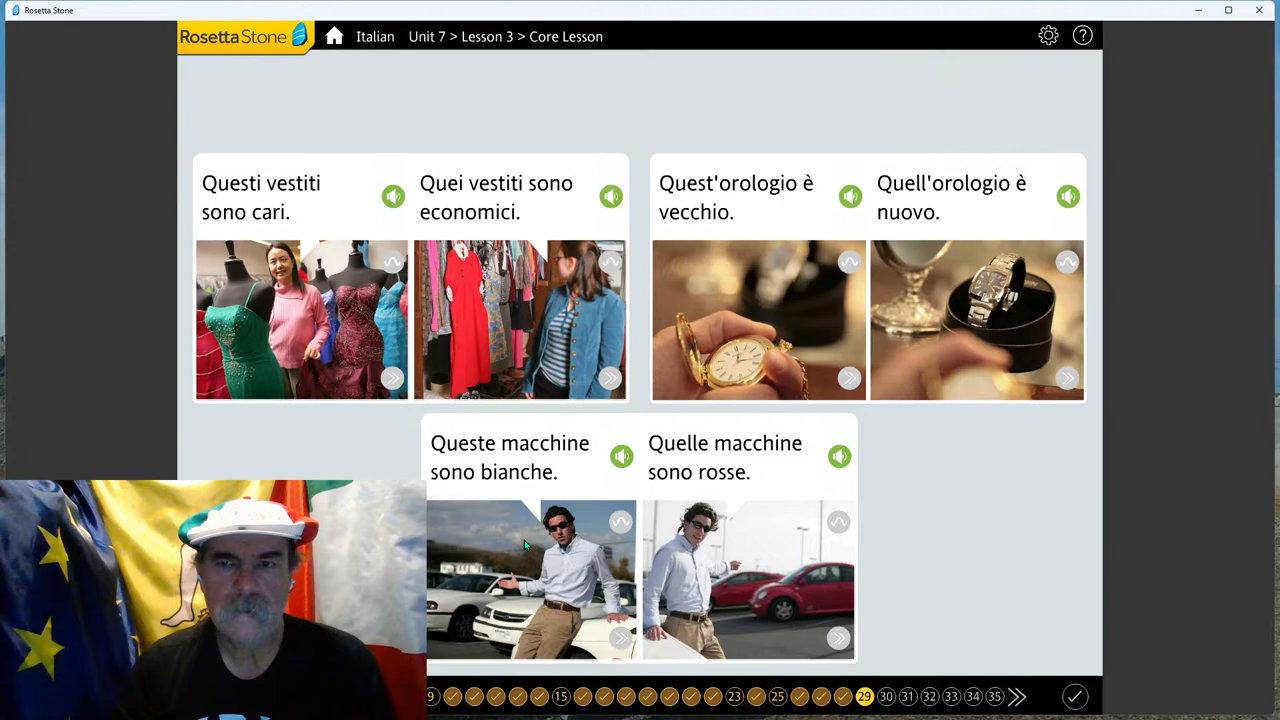 Rosetta Stone
RosettaStone Italian Unit 7 > Lesson 3 > Core Lesson
Questi vestiti
sono cari.
Quei vestiti sono
economici.
Quest'orologio è
vecchio.
Quell'orologio è
nuovo.
Queste macchine
sono bianche.
Quelle macchine
sono rosse.
9 15 23 25 29 30 31 32 33 34 35